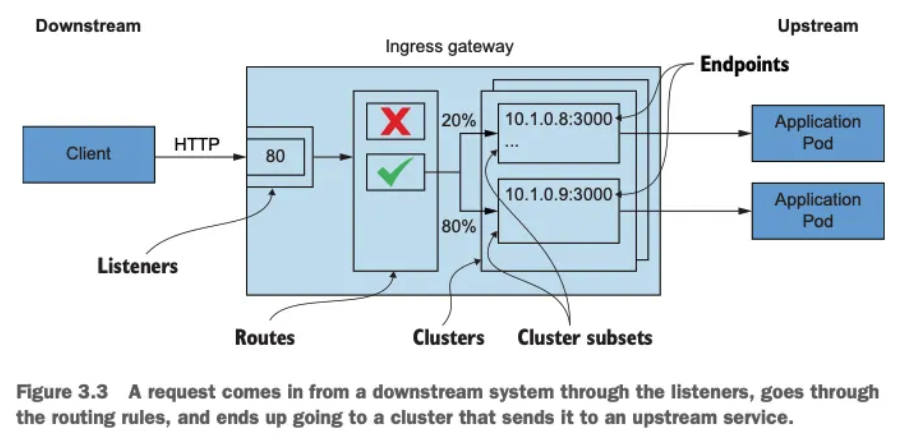 Downstream
Upstream
Ingress gateway
Endpoints
Client
HTTP
80
20%
80%
10.1.0.8:3000
...
10.1.0.9:3000
Application
Pod
Application
Pod
Listeners
Routes
Clusters
Cluster subsets
Figure 3.3 A request comes in from a downstream system through the listeners, goes through
the routing rules, and ends up going to a cluster that sends it to an upstream service.